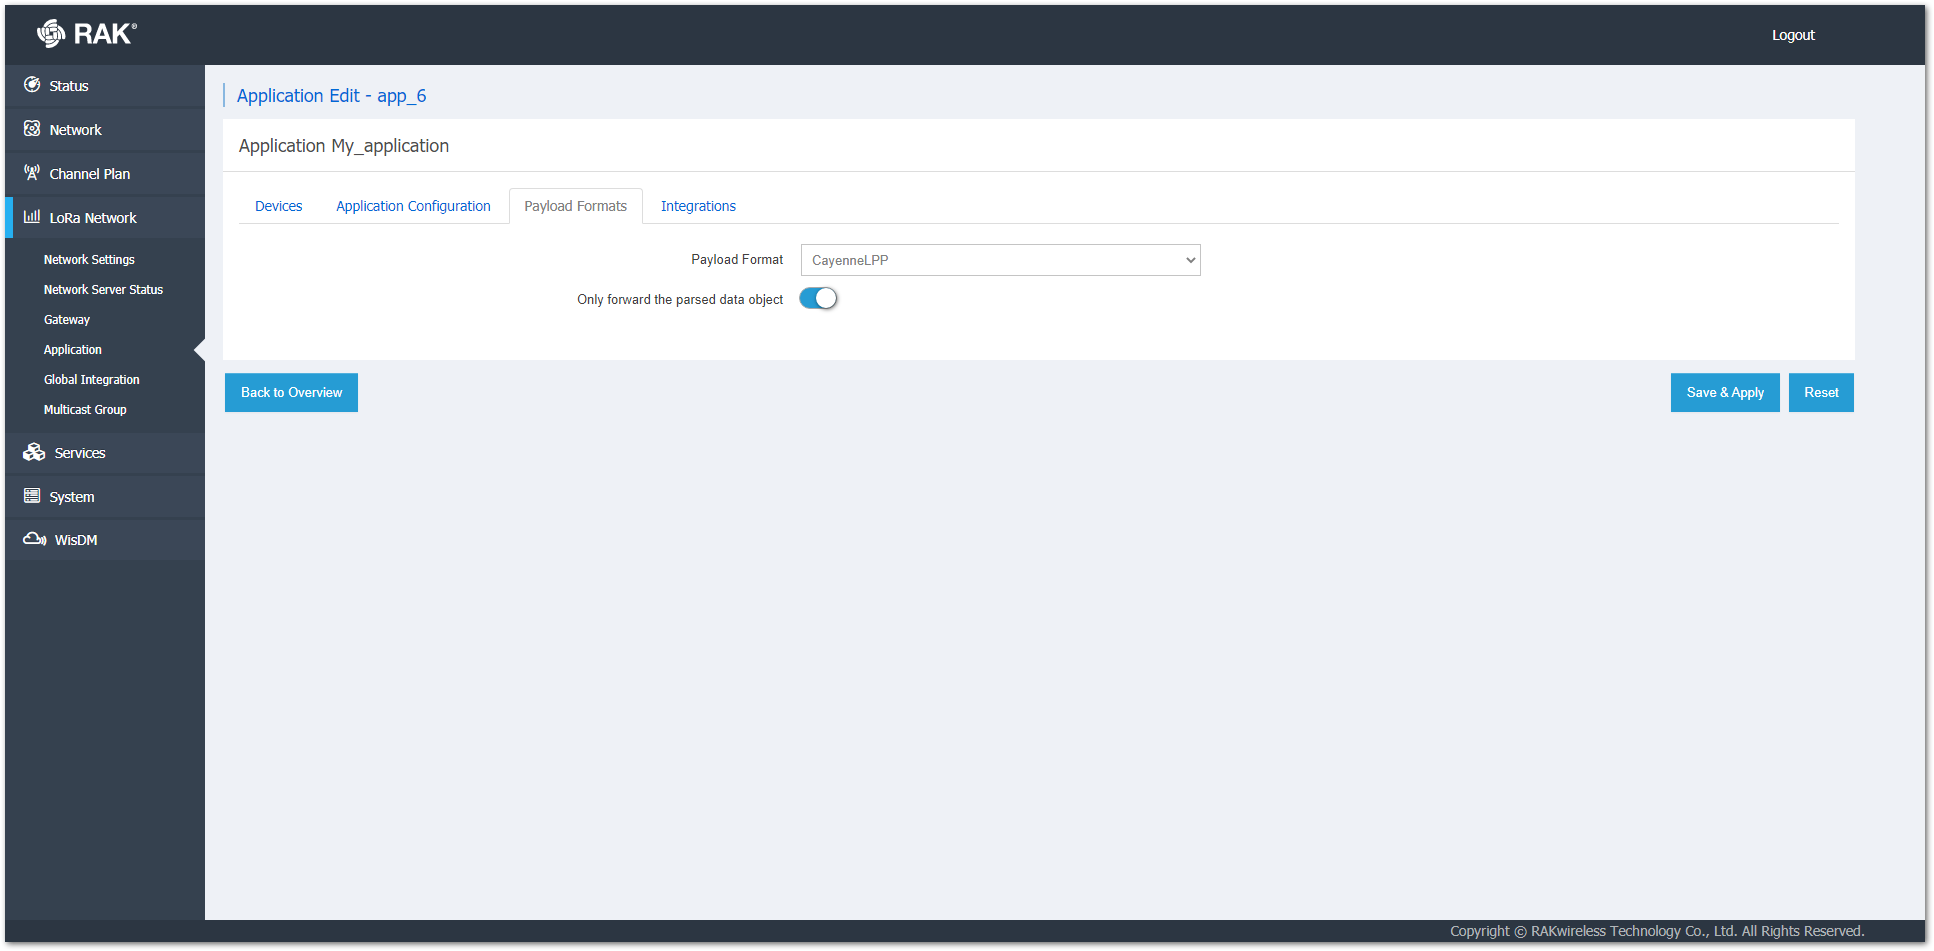 RAK®
Logout
Status
Network
Channel Plan
LoRa Network
Network Settings
Network Server Status
Gateway
Application
Global Integration
Multicast Group
Services
System
WisDM
Application Edit - app_6
Application My_application
Devices Application Configuration Payload Formats Integrations
Payload Format CayenneLPP
Only forward the parsed data object
Back to Overview Save & Apply Reset
Copyright © RAKwireless Technology Co., Ltd. All Rights Reserved.